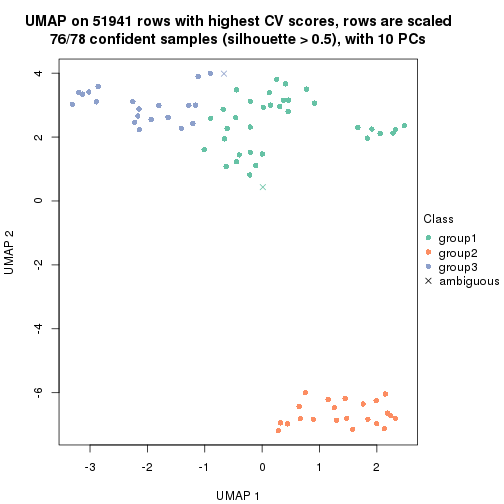 UMAP on 51941 rows with highest CV scores, rows are scaled
76/78 confident samples (silhouette > 0.5), with 10 PCs
4
2
0
-2
-4
-6
UMAP 2
-3
-2
-1
0
1
2
UMAP 1
Class
group1
group2
group3
ambiguous